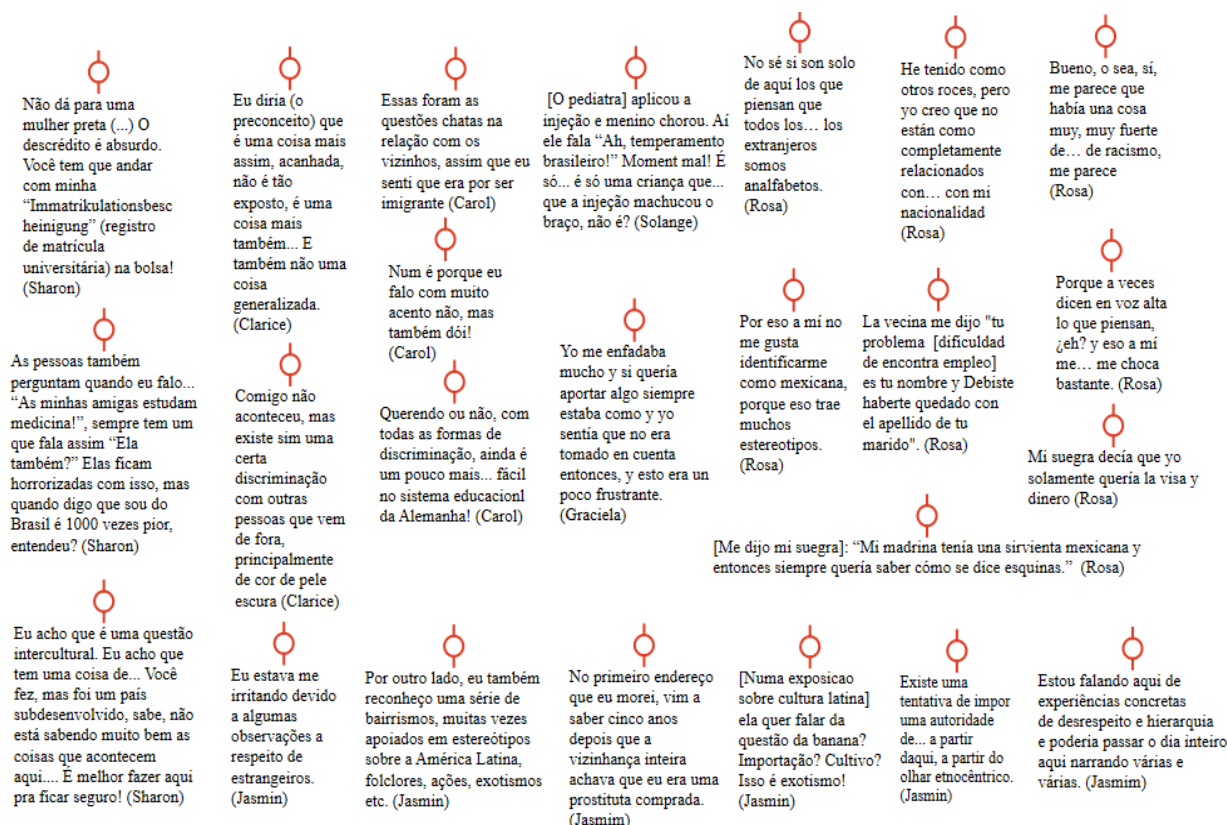 Não dá para uma
mulher preta (...) O
descrédito é absurdo.
Você tem que andar
com minha
“Immatrikulationsbesc
heinigung” (registro
de matrícula
universitária) na bolsa!
(Sharon)
As pessoas também
perguntam quando eu falo...
“As minhas amigas estudam
medicina!”, sempre tem um
que fala assim “Ela
também?” Elas ficam
horrorizadas com isso, mas
quando digo que sou do
Brasil é 1000 vezes pior,
entendeu? (Sharon)
Eu acho que é uma questão
intercultural. Eu acho que
tem uma coisa de... Você
fez, mas foi um país
subdesenvolvido, sabe, não
está sabendo muito bem as
coisas que acontecem
aqui.... É melhor fazer aqui
pra ficar seguro! (Sharon)
Eu diria (o
preconceito) que
é uma coisa mais
assim, acanhada,
não é tão
exposto, é uma
coisa mais
também... E
também não uma
coisa
generalizada.
(Clarice)
Comigo não
aconteceu, mas
existe sim uma
certa
discriminação
com outras
pessoas que vem
de fora,
principalmente
de cor de pele
escura (Clarice)
Eu estava me
irritando devido
a algumas
observações a
respeito de
estrangeiros.
(Jasmin)
Essas foram as
questões chatas na
relação com os
vizinhos, assim que eu
senti que era por ser
imigrante (Carol)
Num é porque eu
falo com muito
acento não, mas
também dói!
(Carol)
Querendo ou não, com
todas as formas de
discriminação, ainda é
um pouco mais... fácil
no sistema educacionl
da Alemanha! (Carol)
Por outro lado, eu também
reconheço uma série de
bairrismos, muitas vezes
apoiados em estereótipos
sobre a América Latina,
folclores, ações, exotismos
etc. (Jasmin)
[O pediatra] aplicou a
injeção e menino chorou. Aí
ele fala “Ah, temperamento
brasileiro!” Moment mal! É
só... é só uma criança que...
que a injeção machucou o
braço, não é? (Solange)
Yo me enfadaba
mucho y si quería
aportar algo siempre
estaba como y yo
sentía que no era
tomado en cuenta
entonces, y esto era un
poco frustrante.
(Graciela)
No primeiro endereço
que eu morei, vim a
saber cinco anos
depois que a
vizinhança inteira
achava que eu era uma
prostituta comprada.
(Jasmim)
No sé si son solo
de aquí los que
piensan que
todos los… los
extranjeros
somos
analfabetos.
(Rosa)
He tenido como
otros roces, pero
yo creo que no
están como
completamente
relacionados
con… con mi
nacionalidad
(Rosa)
Bueno, o sea, sí,
me parece que
había una cosa
muy, muy fuerte
de… de racismo,
me parece
(Rosa)
Por eso a mí no
me gusta
identificarme
como mexicana,
porque eso trae
muchos
estereotipos.
(Rosa)
La vecina me dijo "tu
problema [dificuldad
de encontra empleo]
es tu nombre y Debiste
haberte quedado con
el apellido de tu
marido". (Rosa)
Porque a veces
dicen en voz alta
lo que piensan,
¿eh? y eso a mí
me… me choca
bastante. (Rosa)
Mi suegra decía que yo
solamente quería la visa y
dinero (Rosa)
[Me dijo mi suegra]: “Mi madrina tenía una sirvienta mexicana y
entonces siempre quería saber cómo se dice esquinas.” (Rosa)
[Numa exposicao
sobre cultura latina]
ela quer falar da
questão da banana?
Importação? Cultivo?
Isso é exotismo!
(Jasmin)
Existe uma
tentativa de impor
uma autoridade
de... a partir
daqui, a partir do
olhar etnocêntrico.
(Jasmin)
Estou falando aqui de
experiências concretas
de desrespeito e hierarquia
e poderia passar o dia inteiro
aqui narrando várias e
várias. (Jasmim)